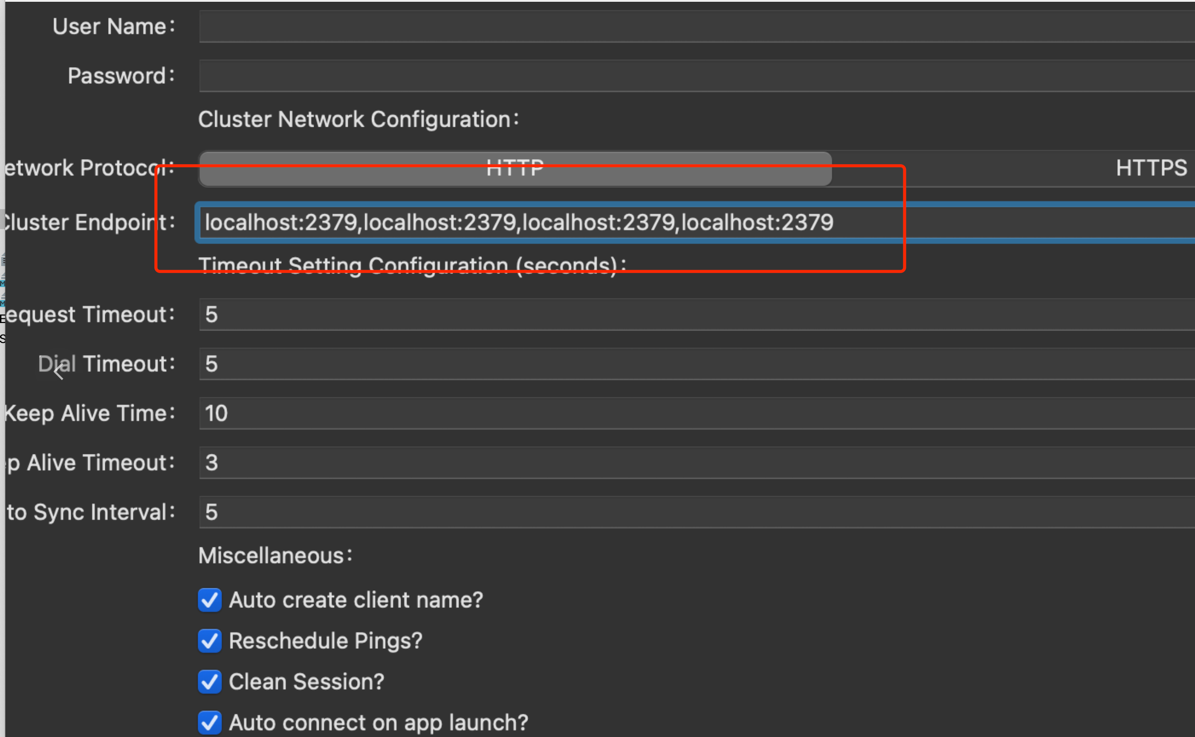 User Name:
Password:
Cluster Network Configuration:
etwork Protocol: HTTP HTTPS
Cluster Endpoint: localhost:2379,localhost:2379,localhost:2379,localhost:2379
Timeout Setting Configuration (seconds):
equest Timeout: 5
Dial Timeout: 5
Keep Alive Time: 10
p Alive Timeout: 3
to Sync Interval: 5
Miscellaneous:
Auto create client name?
Reschedule Pings?
Clean Session?
Auto connect on app launch?